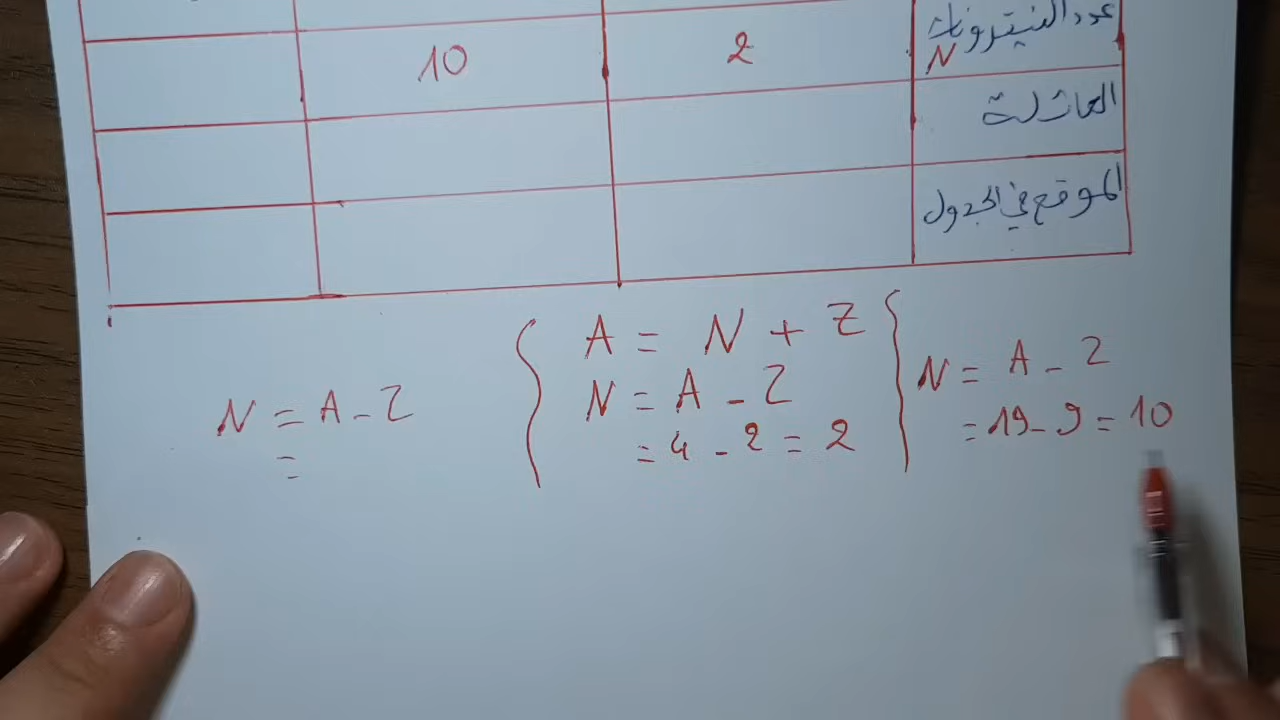 عدد النيترونات
N
2
10
العائلة
الموقع في الجدول
A = N + Z
N = A - Z
= 4 - 2 = 2
N = A - Z
= 19 - 9 = 10
N = A - Z
=